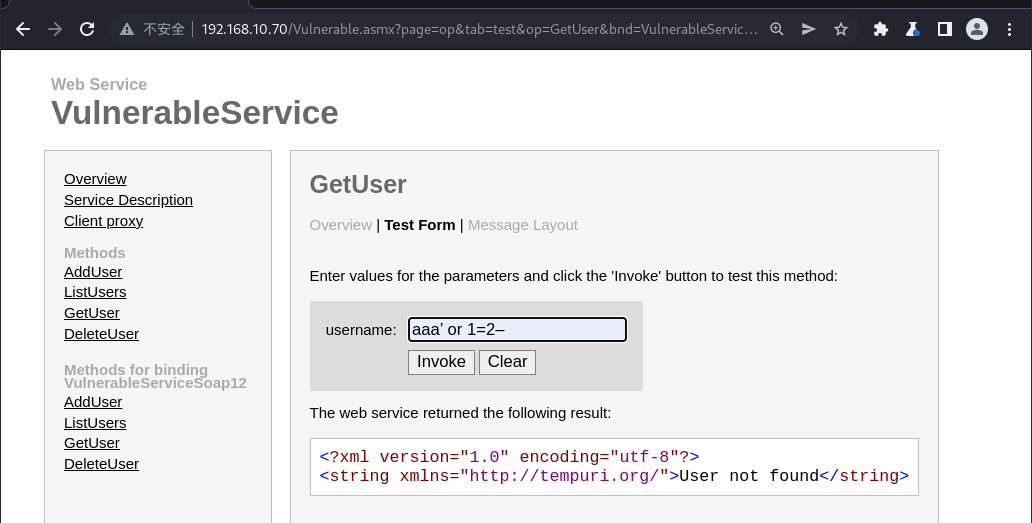 不安全 192.168.10.70/Vulnerable.asmx?page=op&tab=test&op=GetUser&bnd=VulnerableServic…
Web Service
VulnerableService
Overview
Service Description
Client proxy
Methods
AddUser
ListUsers
GetUser
DeleteUser
Methods for binding
VulnerableServiceSoap12
AddUser
ListUsers
GetUser
DeleteUser
GetUser
Overview | Test Form | Message Layout
Enter values for the parameters and click the 'Invoke' button to test this method:
username: aaa’ or 1=2–
Invoke Clear
The web service returned the following result:
<?xml version="1.0" encoding="utf-8"?>
<string xmlns="http://tempuri.org/">User not found</string>